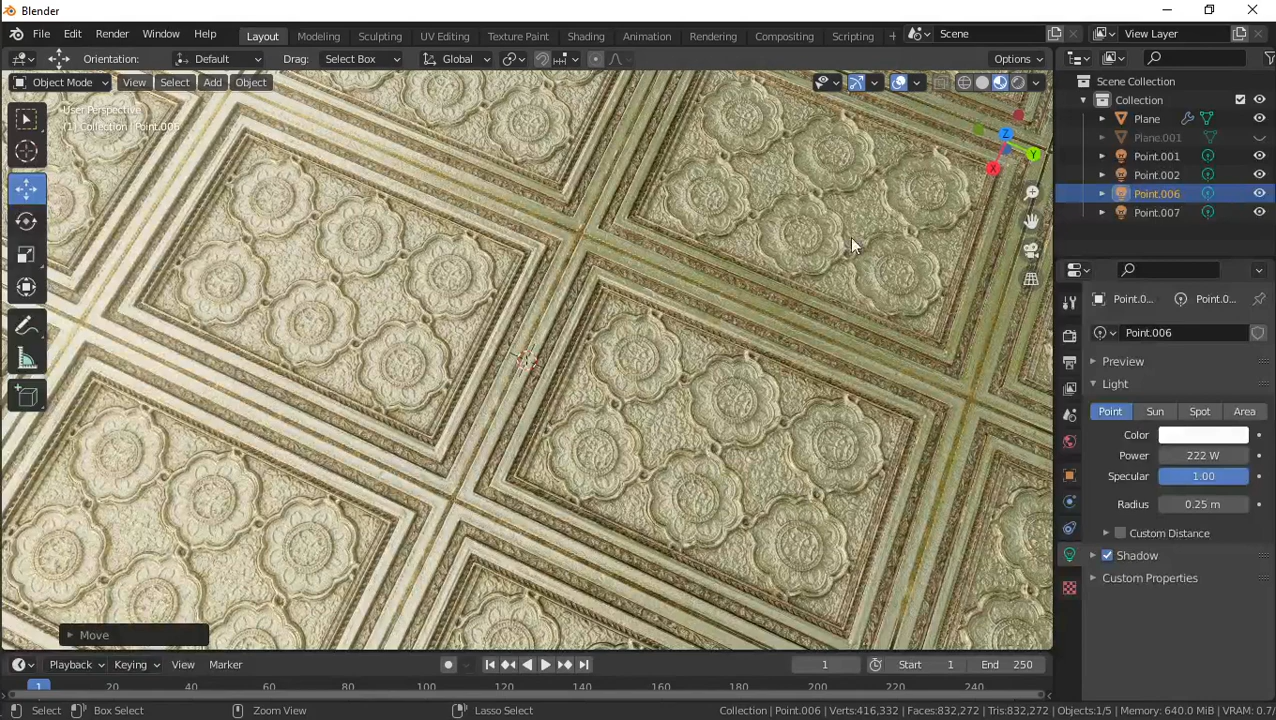 Blender
File Edit Render Window Help Layout Modeling Sculpting UV Editing Texture Paint Shading Animation Rendering Compositing Scripting + Scene View Layer
Orientation: Default Drag: Select Box Global Options
Object Mode View Select Add Object
User Perspective
(1) Collection | Point.006
Z
Y
X
Scene Collection
Collection
Plane
Plane.001
Point.001
Point.002
Point.006
Point.007
Point.0... Point.0...
Point.006
Preview
Light
Point Sun Spot Area
Color
Power 222 W
Specular 1.00
Radius 0.25 m
Custom Distance
Shadow
Custom Properties
Move
Playback Keying View Marker 1 Start 1 End 250
1 20 40 60 80 100 120 140 160 180 200 220 240
Select Box Select Zoom View Lasso Select Collection | Point.006 | Verts:416,332 | Faces:832,272 | Tris:832,272 | Objects:1/5 | Memory: 640.0 MiB | VRAM: 0.7/